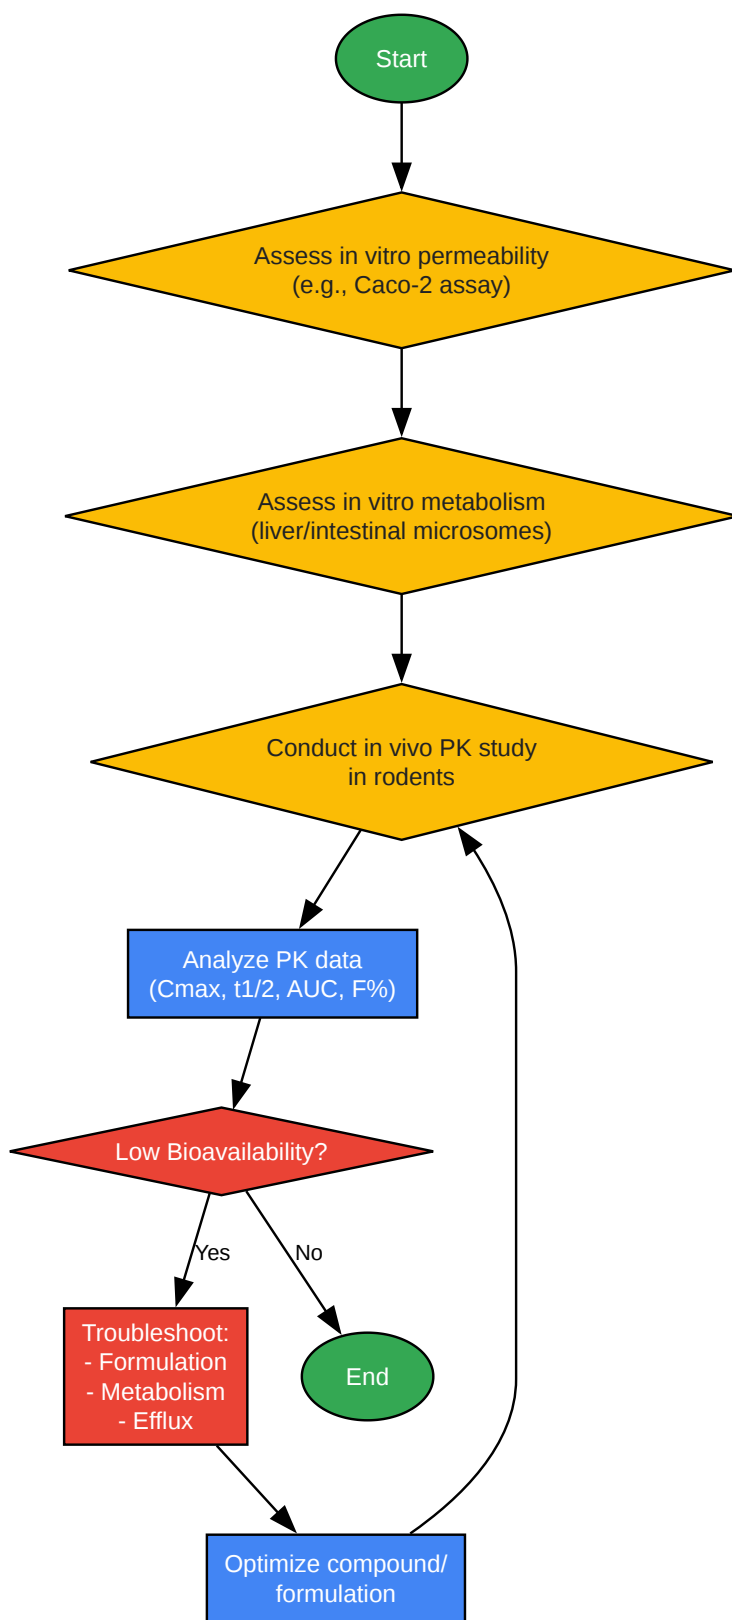 Start
Assess in vitro permeability
(e.g., Caco-2 assay)
Assess in vitro metabolism
(liver/intestinal microsomes)
Conduct in vivo PK study
in rodents
Analyze PK data
(Cmax, t1/2, AUC, F%)
Low Bioavailability?
Yes
No
Troubleshoot:
- Formulation
- Metabolism
- Efflux
End
Optimize compound/
formulation